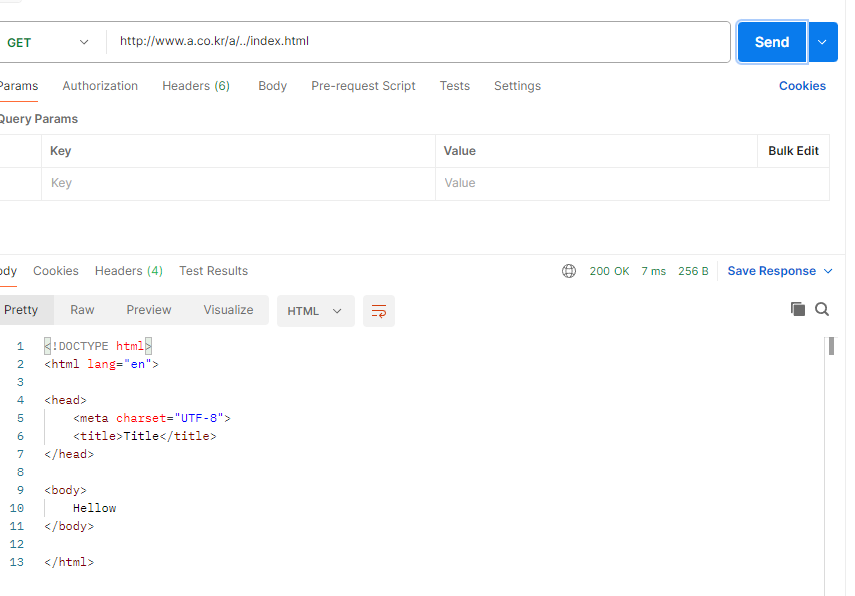 GET http://www.a.co.kr/a/../index.html Send
Params Authorization Headers (6) Body Pre-request Script Tests Settings Cookies
Query Params
Key Value Bulk Edit
Key Value
ody Cookies Headers (4) Test Results 200 OK 7 ms 256 B Save Response
Pretty Raw Preview Visualize HTML
1 <!DOCTYPE html>
2 <html lang="en">
3
4 <head>
5 <meta charset="UTF-8">
6 <title>Title</title>
7 </head>
8
9 <body>
10 Hellow
11 </body>
12
13 </html>